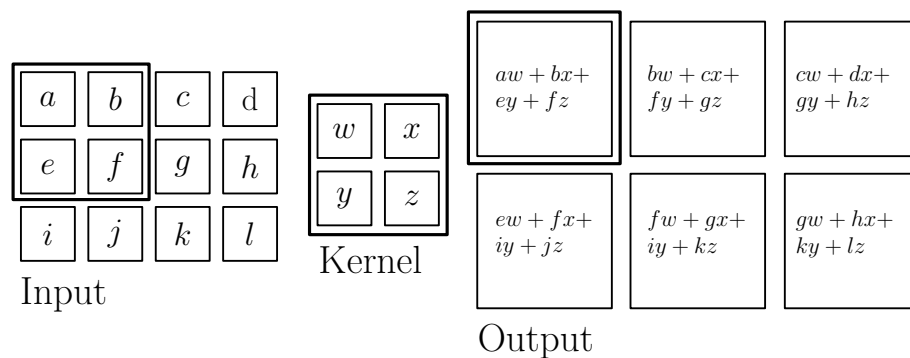 a b c d
e f g h
i j k l
Input
w x
y z
Kernel
aw + bx+
ey + fz
bw + cx+
fy + gz
cw + dx+
gy + hz
ew + fx+
iy + jz
fw + gx+
iy + kz
gw + hx+
ky + lz
Output